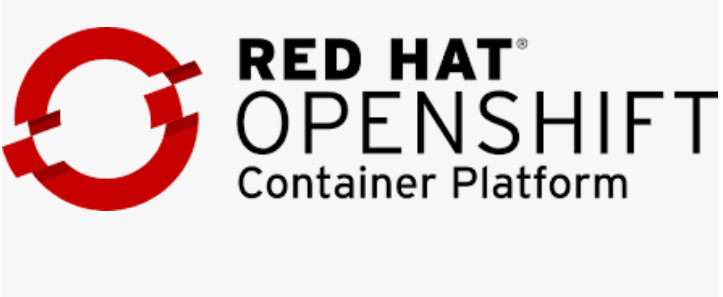 RED HAT®
OPENSHIFT
Container Platform